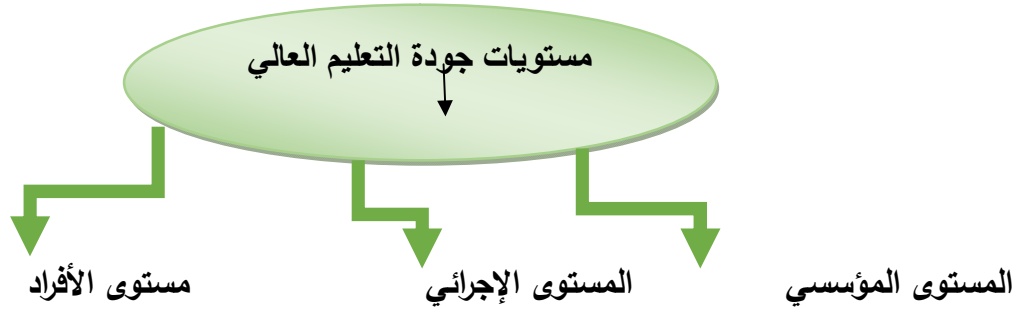 مستويات جودة التعليم العالي
المستوى المؤسسي
المستوى الإجرائي
مستوى الأفراد